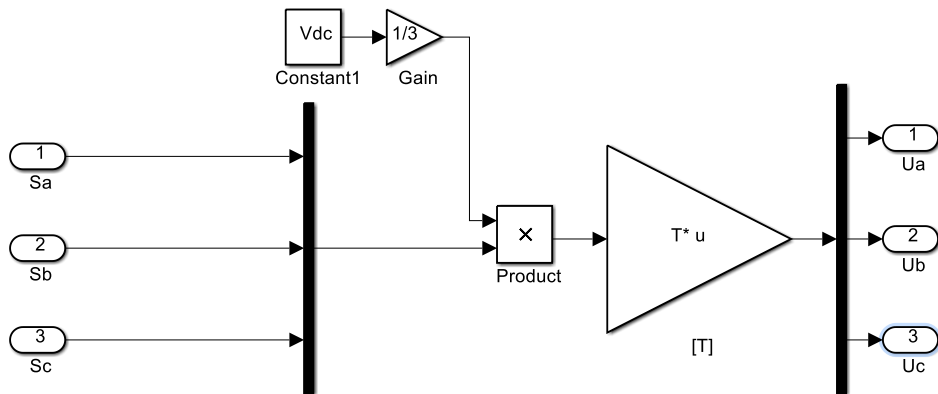 Vdc
1/3
Constant1
Gain
1
Sa
1
Ua
T* u
2
Sb
×
2
Ub
Product
3
Sc
[T]
3
Uc